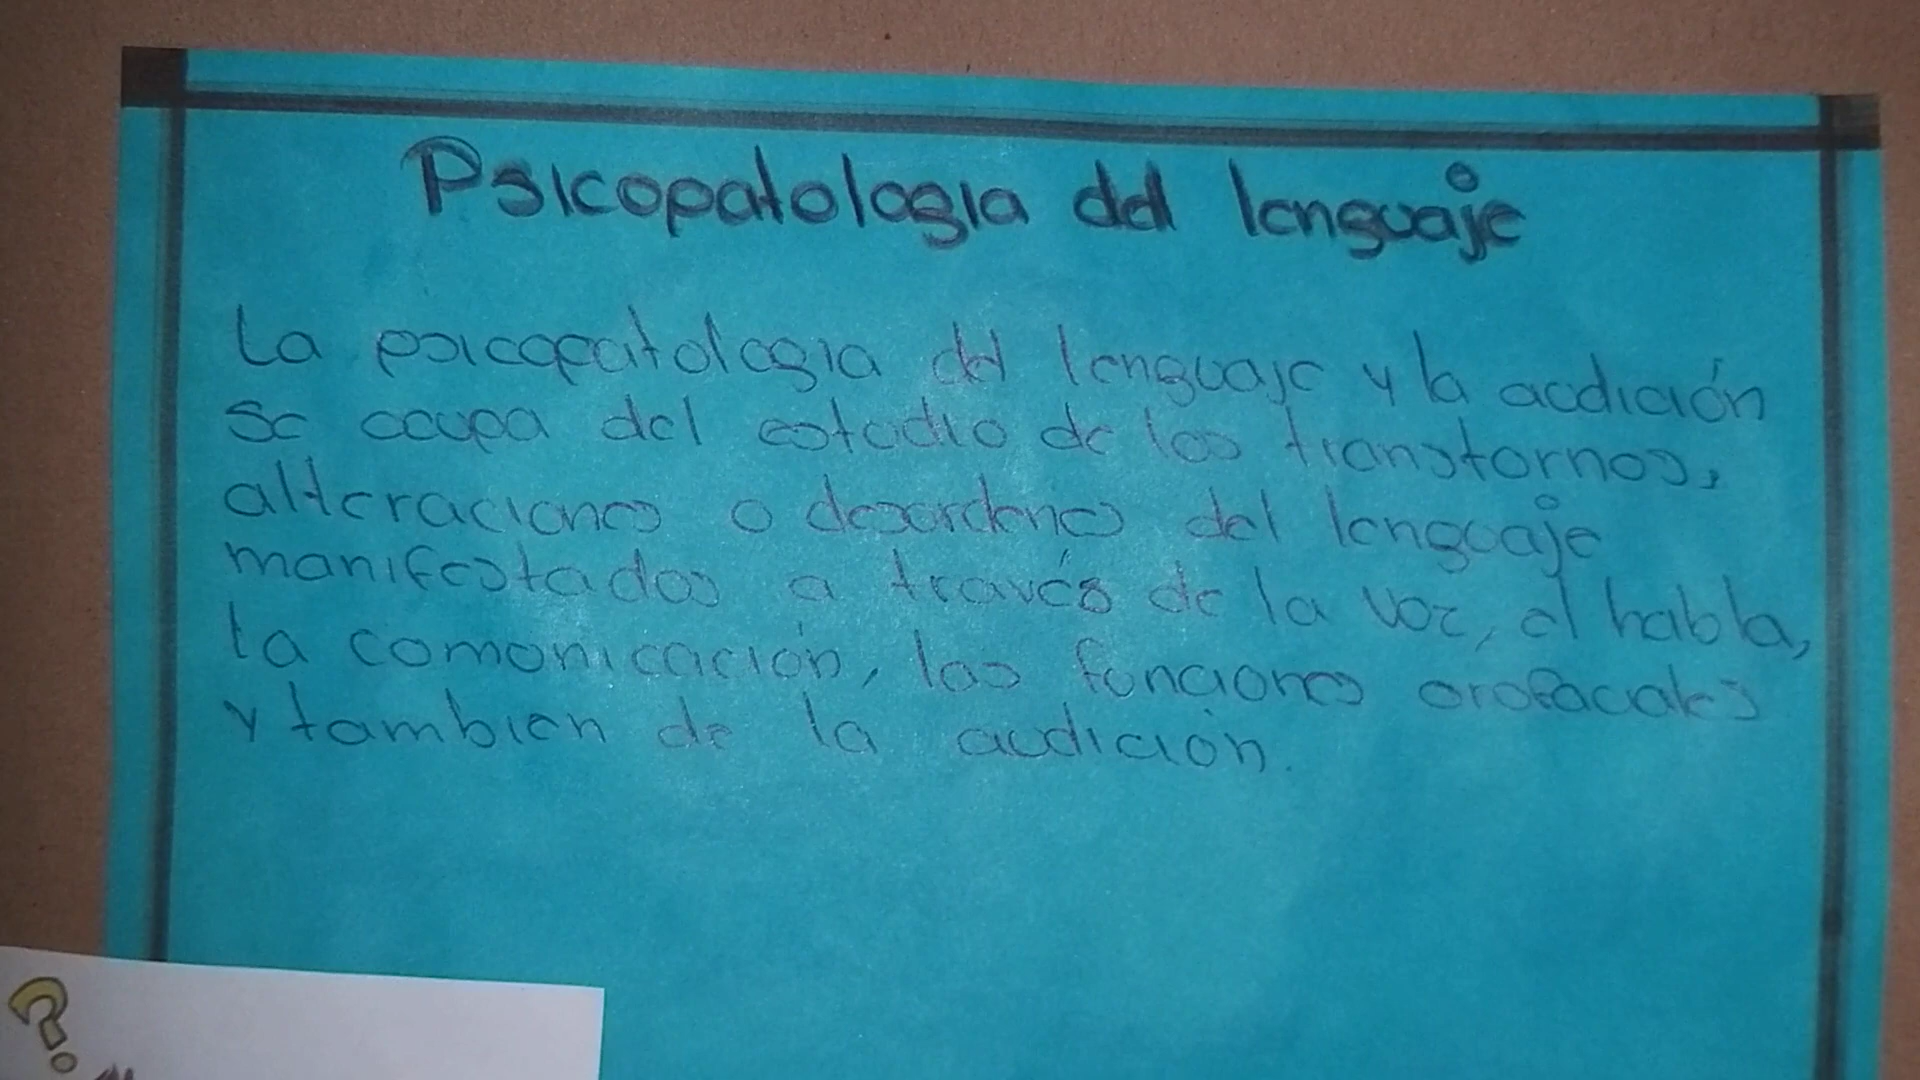 Psicopatologia del lenguaje
La psicopatologia del lenguaje y la audición
se ocupa del estudio de los transtornos,
alteraciones o desordenes del lenguaje
manifestados a través de la voz, el habla,
la comunicación, las funciones orofaciales
y tambien de la audición.
?